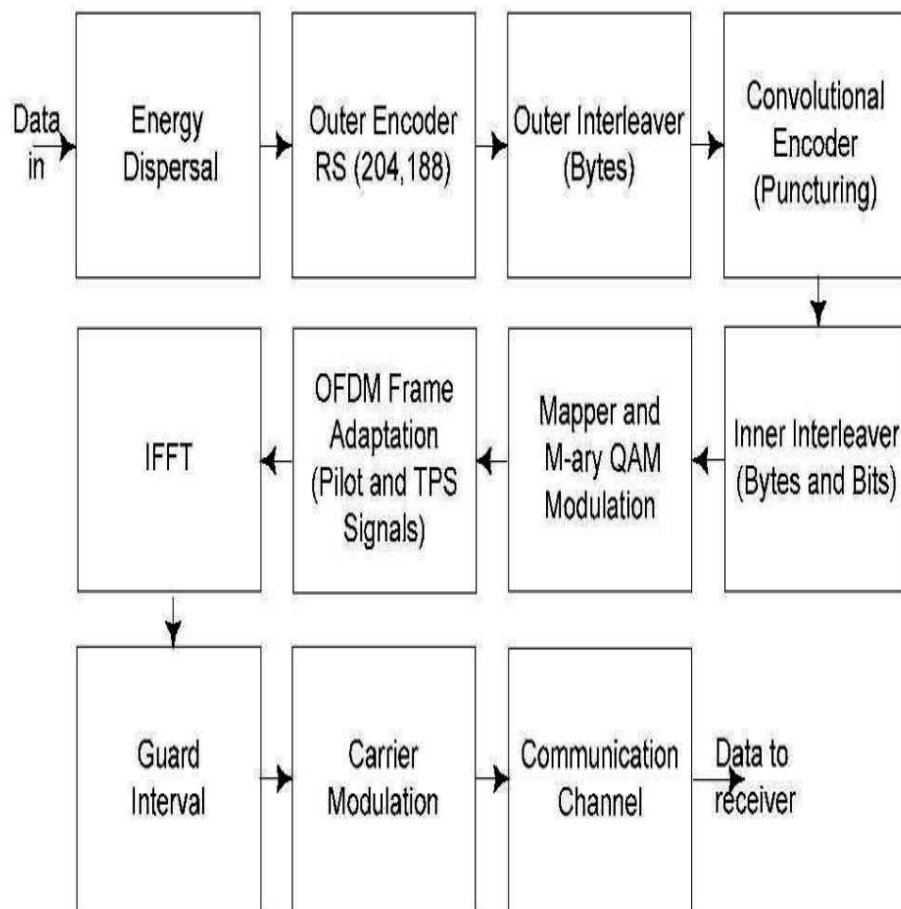 Data
in
Energy
Dispersal
Outer Encoder
RS (204,188)
Outer Interleaver
(Bytes)
Convolutional
Encoder
(Puncturing)
Inner Interleaver
(Bytes and Bits)
Mapper and
M-ary QAM
Modulation
OFDM Frame
Adaptation
(Pilot and TPS
Signals)
IFFT
Guard
Interval
Carrier
Modulation
Communication
Channel
Data to
receiver